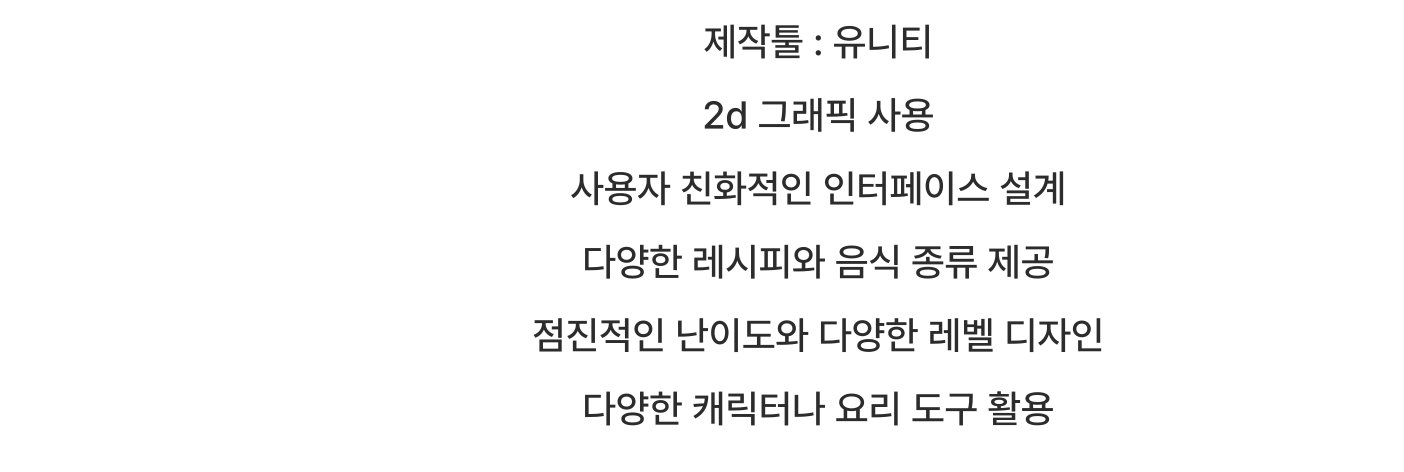 제작툴 : 유니티
2d 그래픽 사용
사용자 친화적인 인터페이스 설계
다양한 레시피와 음식 종류 제공
점진적인 난이도와 다양한 레벨 디자인
다양한 캐릭터나 요리 도구 활용